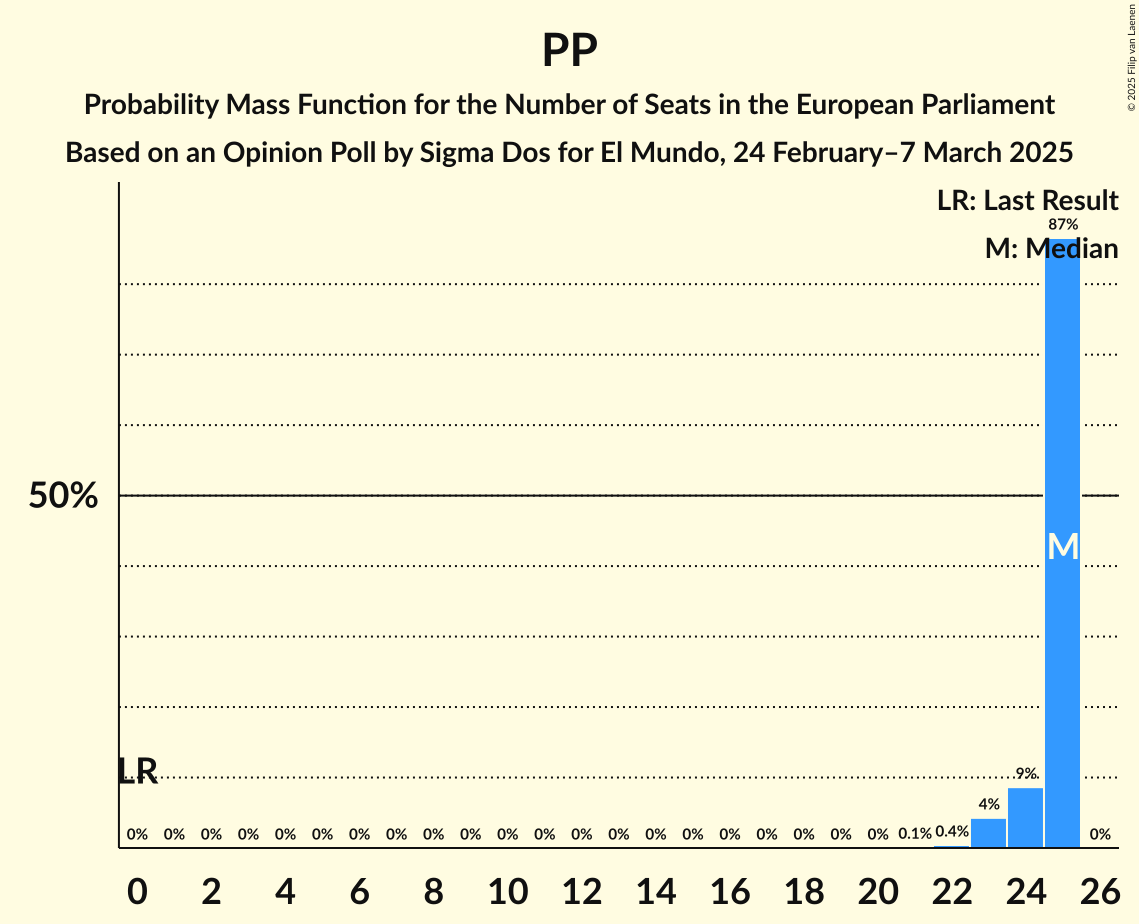 PP
Probability Mass Function for the Number of Seats in the European Parliament
Based on an Opinion Poll by Sigma Dos for El Mundo, 24 February–7 March 2025
© 2025 Filip van Laenen
LR: Last Result
87%
M: Median
50%
M
LR
9%
4%
0% 0% 0% 0% 0% 0% 0% 0% 0% 0% 0% 0% 0% 0% 0% 0% 0% 0% 0% 0% 0% 0.1% 0.4% 0%
0 2 4 6 8 10 12 14 16 18 20 22 24 26